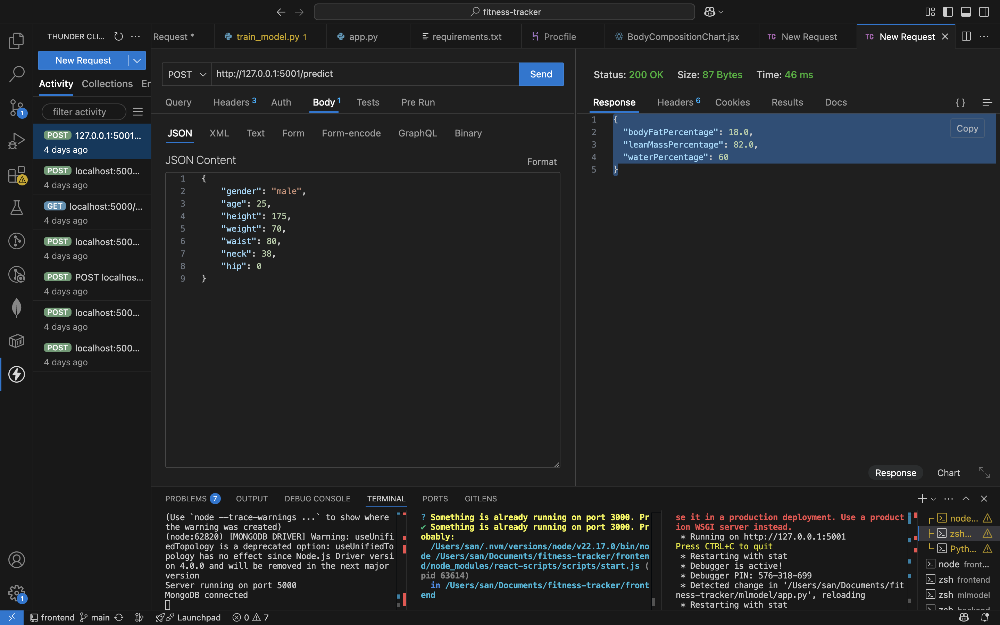 fitness-tracker
THUNDER CLI...
New Request
Activity Collections Er
filter activity
POST 127.0.0.1:5001...
4 days ago
POST localhost:500...
4 days ago
GET localhost:5000/...
4 days ago
POST localhost:500...
4 days ago
POST POST localhos...
4 days ago
POST localhost:500...
4 days ago
POST localhost:500...
4 days ago
Request * train_model.py 1 app.py requirements.txt Procfile BodyCompositionChart.jsx TC New Request TC New Request
POST http://127.0.0.1:5001/predict Send
Query Headers 3 Auth Body 1 Tests Pre Run
JSON XML Text Form Form-encode GraphQL Binary
JSON Content Format
1 {
2 "gender": "male",
3 "age": 25,
4 "height": 175,
5 "weight": 70,
6 "waist": 80,
7 "neck": 38,
8 "hip": 0
9 }
Status: 200 OK Size: 87 Bytes Time: 46 ms
Response Headers 6 Cookies Results Docs { }
1 {
2 "bodyFatPercentage": 18.0,
3 "leanMassPercentage": 82.0,
4 "waterPercentage": 60
5 }
Copy
Response Chart
PROBLEMS 7 OUTPUT DEBUG CONSOLE TERMINAL PORTS GITLENS
(Use `node --trace-warnings ...` to show where
the warning was created)
(node:62820) [MONGODB DRIVER] Warning: useUnifi
edTopology is a deprecated option: useUnifiedTo
pology has no effect since Node.js Driver versi
on 4.0.0 and will be removed in the next major
version
Server running on port 5000
MongoDB connected
? Something is already running on port 3000. Pr
✔ Something is already running on port 3000. Pr
obably:
/Users/san/.nvm/versions/node/v22.17.0/bin/no
de /Users/san/Documents/fitness-tracker/fronten
d/node_modules/react-scripts/scripts/start.js (
pid 63614)
in /Users/san/Documents/fitness-tracker/front
end
se it in a production deployment. Use a product
ion WSGI server instead.
* Running on http://127.0.0.1:5001
Press CTRL+C to quit
* Restarting with stat
* Debugger is active!
* Debugger PIN: 576-318-699
* Detected change in '/Users/san/Documents/fit
ness-tracker/mlmodel/app.py', reloading
* Restarting with stat
node...
zsh...
Pyth...
node front...
zsh frontend
zsh mlmodel
zsh backend
1
1
frontend main Launchpad 0 7